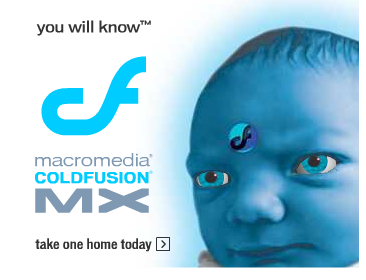 you will know™
cf
macromedia®
COLDFUSION®
MX
take one home today >